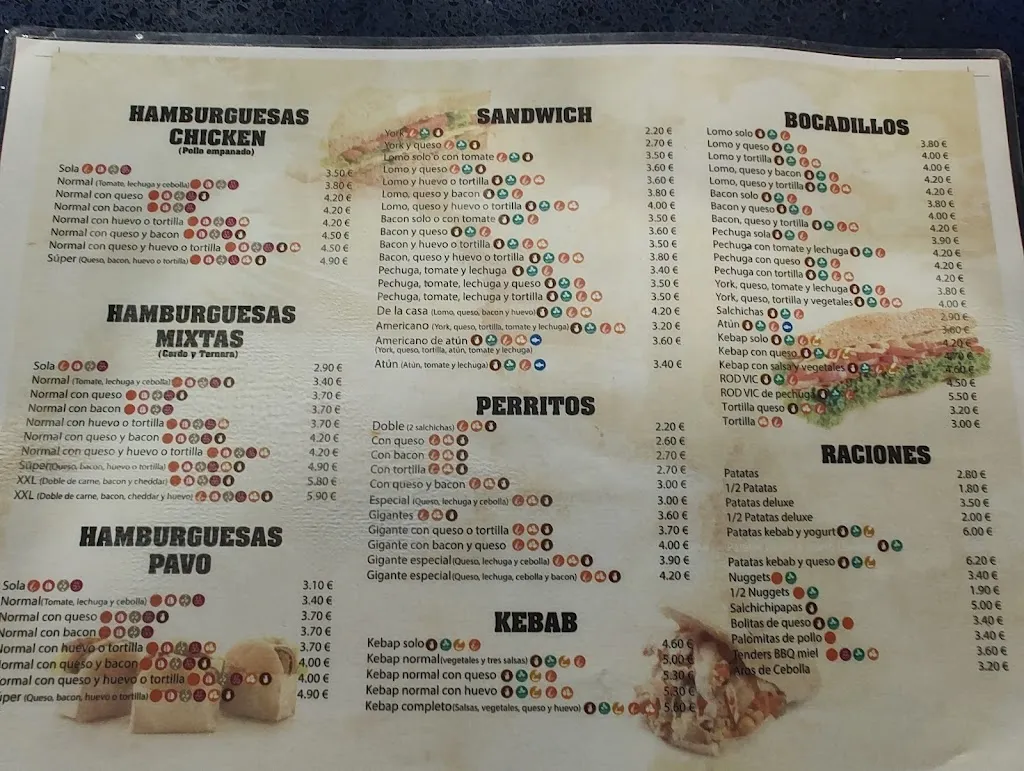 HAMBURGUESAS
CHICKEN
(Pollo empanado)
Sola 3.50 €
Normal (Tomate, lechuga y cebolla) 3.80 €
Normal con queso 4.20 €
Normal con bacon 4.20 €
Normal con huevo o tortilla 4.20 €
Normal con queso y bacon 4.50 €
Normal con queso y huevo o tortilla 4.50 €
Súper (Queso, bacon, huevo o tortilla) 4.90 €
HAMBURGUESAS
MIXTAS
(Cerdo y Ternera)
Sola 2.90 €
Normal (Tomate, lechuga y cebolla) 3.40 €
Normal con queso 3.70 €
Normal con bacon 3.70 €
Normal con huevo o tortilla 3.70 €
Normal con queso y bacon 4.20 €
Normal con queso y huevo o tortilla 4.20 €
Súper(Queso, bacon, huevo o tortilla) 4.90 €
XXL (Doble de carne, bacon y cheddar) 5.80 €
XXL (Doble de carne, bacon, cheddar y huevo) 5.90 €
HAMBURGUESAS
PAVO
Sola 3.10 €
Normal(Tomate, lechuga y cebolla) 3.40 €
Normal con queso 3.70 €
Normal con bacon 3.70 €
ormal con huevo o tortilla 3.70 €
ormal con queso y bacon 4.00 €
ormal con queso y huevo o tortilla 4.00 €
úper (Queso, bacon, huevo o tortilla) 4.90 €
SANDWICH
York 2.20 €
York y queso 2.70 €
Lomo solo o con tomate 3.50 €
Lomo y queso 3.60 €
Lomo y huevo o tortilla 3.60 €
Lomo, queso y bacon 3.80 €
Lomo, queso y huevo o tortilla 4.00 €
Bacon solo o con tomate 3.50 €
Bacon y queso 3.60 €
Bacon y huevo o tortilla 3.50 €
Bacon, queso y huevo o tortilla 3.80 €
Pechuga, tomate y lechuga 3.40 €
Pechuga, tomate, lechuga y queso 3.50 €
Pechuga, tomate, lechuga y tortilla 3.50 €
De la casa (Lomo, queso, bacon y huevo) 4.20 €
Americano (York, queso, tortilla, tomate y lechuga) 3.20 €
Americano de atún 3.60 €
(York, queso, tortilla, atún, tomate y lechuga)
Atún (Atún, tomate y lechuga) 3.40 €
PERRITOS
Doble (2 salchichas) 2.20 €
Con queso 2.60 €
Con bacon 2.70 €
Con tortilla 2.70 €
Con queso y bacon 3.00 €
Especial (Queso, lechuga y cebolla) 3.00 €
Gigantes 3.60 €
Gigante con queso o tortilla 3.70 €
Gigante con bacon y queso 4.00 €
Gigante especial(Queso, lechuga y cebolla) 3.90 €
Gigante especial(Queso, lechuga, cebolla y bacon) 4.20 €
KEBAB
Kebap solo 4.60 €
Kebap normal(vegetales y tres salsas) 5.00 €
Kebap normal con queso 5.30 €
Kebap normal con huevo 5.30 €
Kebap completo(Salsas, vegetales, queso y huevo) 5.60 €
BOCADILLOS
Lomo solo 3.80 €
Lomo y queso 4.00 €
Lomo y tortilla 4.00 €
Lomo, queso y bacon 4.20 €
Lomo, queso y tortilla 4.20 €
Bacon solo 3.80 €
Bacon y queso 4.00 €
Bacon, queso y tortilla 4.20 €
Pechuga sola 3.90 €
Pechuga con tomate y lechuga 4.20 €
Pechuga con queso 4.20 €
Pechuga con tortilla 4.20 €
York, queso, tomate y lechuga 3.80 €
York, queso, tortilla y vegetales 4.00 €
Salchichas 2.90 €
Atún 3.60 €
Kebap solo 4.20 €
Kebap con queso 4.70 €
Kebap con salsa y vegetales 4.60 €
ROD VIC 4.50 €
ROD VIC de pechuga 5.50 €
Tortilla queso 3.20 €
Tortilla 3.00 €
RACIONES
Patatas 2.80 €
1/2 Patatas 1.80 €
Patatas deluxe 3.50 €
1/2 Patatas deluxe 2.00 €
Patatas kebab y yogurt 6.00 €
Patatas kebab y queso 6.20 €
Nuggets 3.40 €
1/2 Nuggets 1.90 €
Salchichipapas 5.00 €
Bolitas de queso 3.40 €
Palomitas de pollo 3.40 €
Tenders BBQ miel 3.60 €
Aros de Cebolla 3.20 €